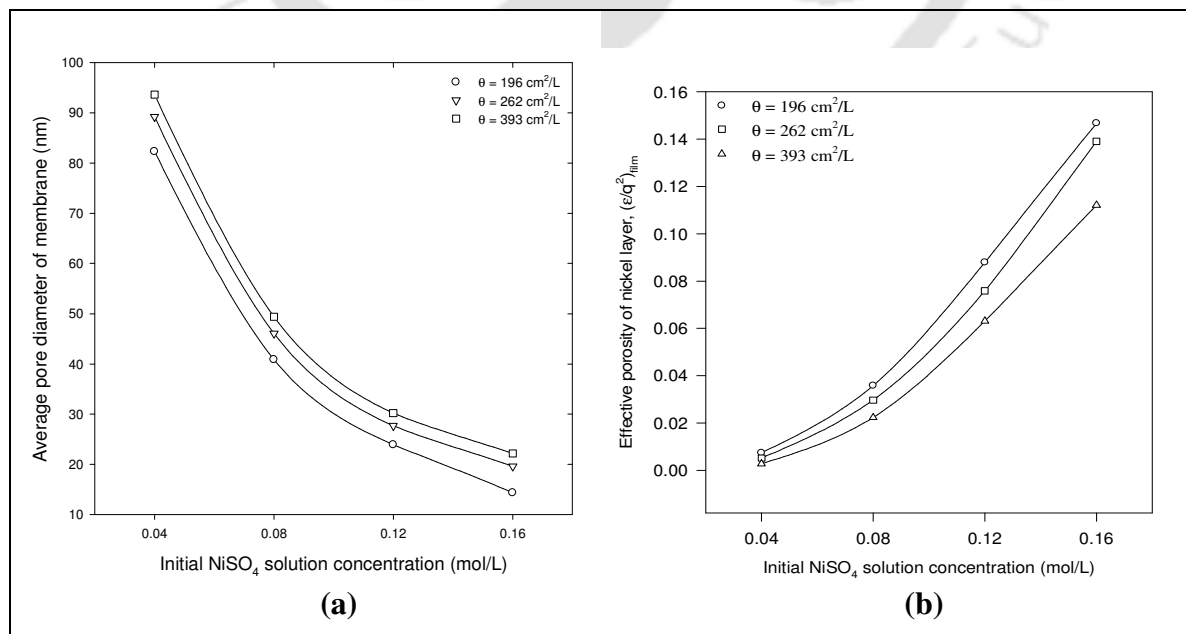 100
90
80
70
60
50
40
30
20
10
Average pore diameter of membrane (nm)
θ = 196 cm²/L
θ = 262 cm²/L
θ = 393 cm²/L
0.04 0.08 0.12 0.16
Initial NiSO₄ solution concentration (mol/L)
(a)
0.16
0.14
0.12
0.10
0.08
0.06
0.04
0.02
0.00
Effective porosity of nickel layer, (ε/q²)film
θ = 196 cm²/L
θ = 262 cm²/L
θ = 393 cm²/L
0.04 0.08 0.12 0.16
Initial NiSO₄ solution concentration (mol/L)
(b)